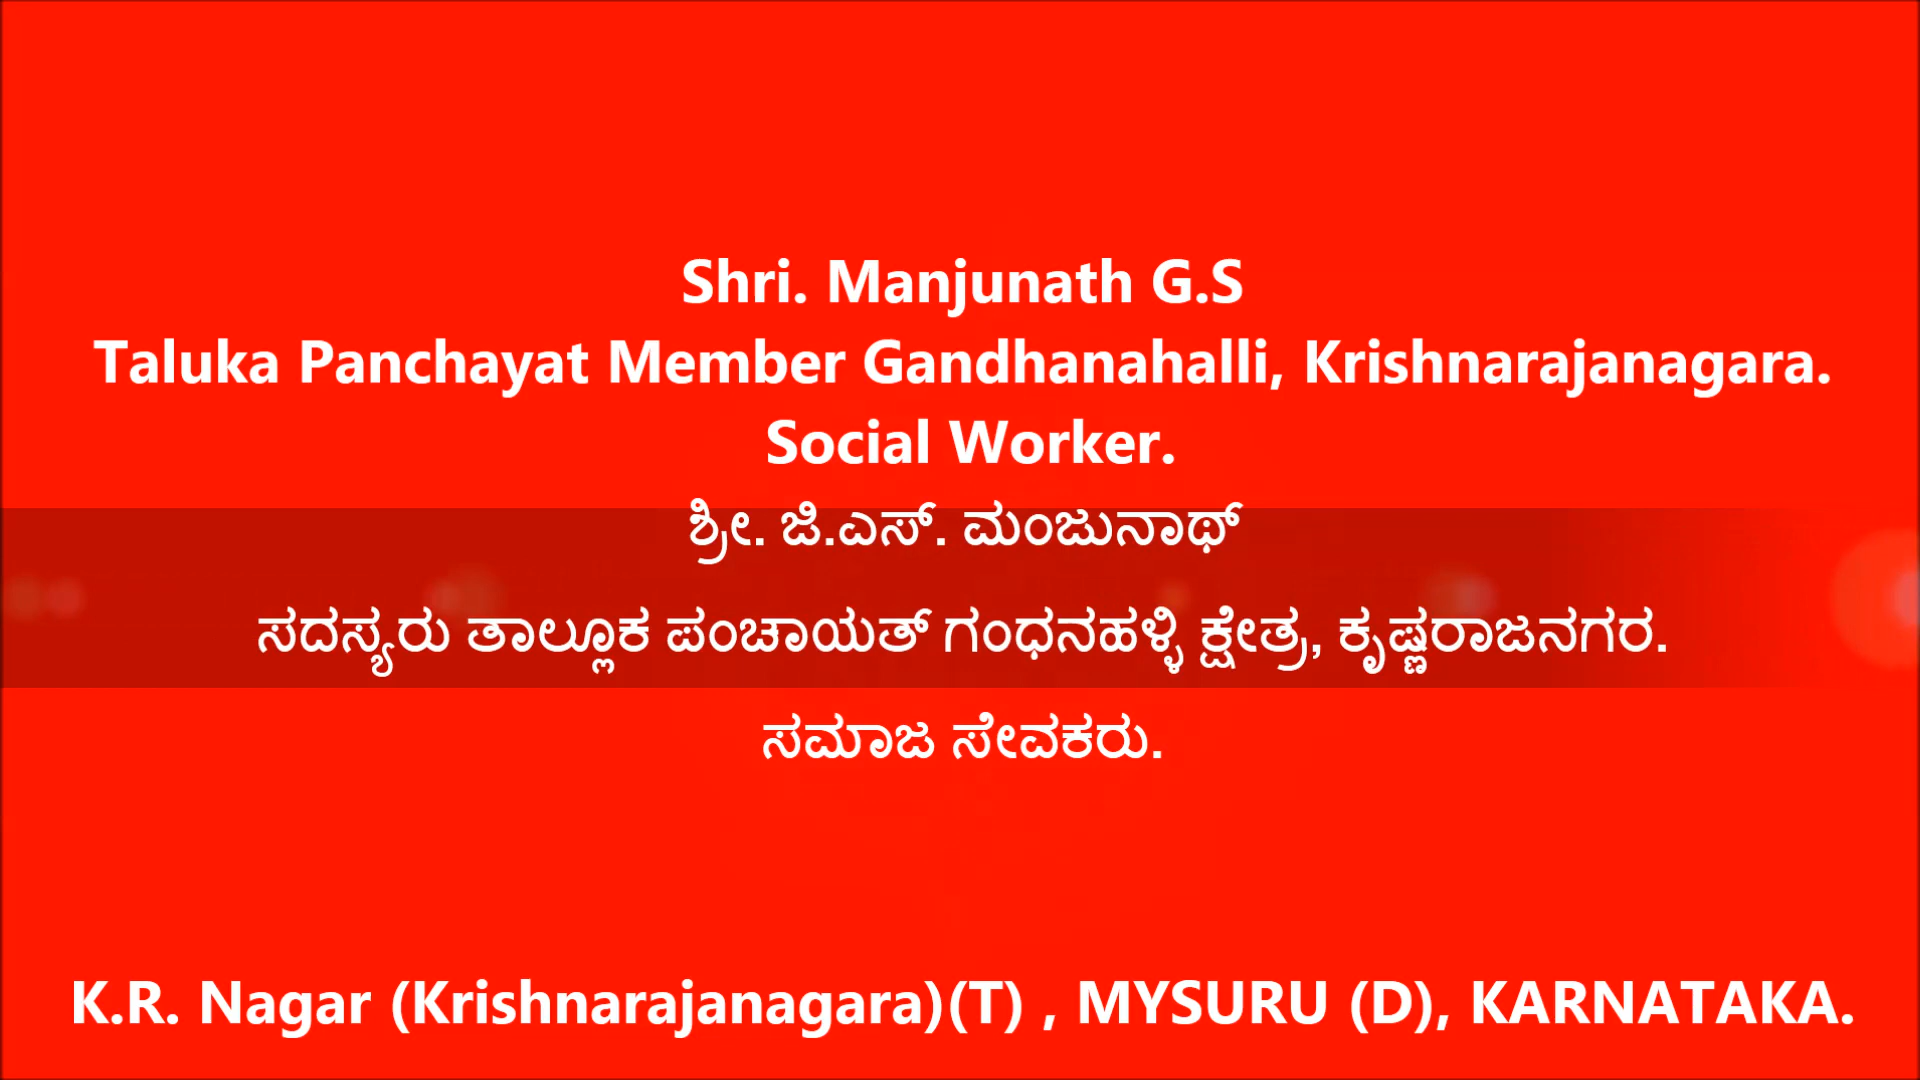 Shri. Manjunath G.S
Taluka Panchayat Member Gandhanahalli, Krishnarajanagara.
Social Worker.
ಶ್ರೀ. ಜಿ.ಎಸ್. ಮಂಜುನಾಥ್
ಸದಸ್ಯರು ತಾಲ್ಲೂಕ ಪಂಚಾಯತ್ ಗಂಧನಹಳ್ಳಿ ಕ್ಷೇತ್ರ, ಕೃಷ್ಣರಾಜನಗರ.
ಸಮಾಜ ಸೇವಕರು.
K.R. Nagar (Krishnarajanagara)(T) , MYSURU (D), KARNATAKA.